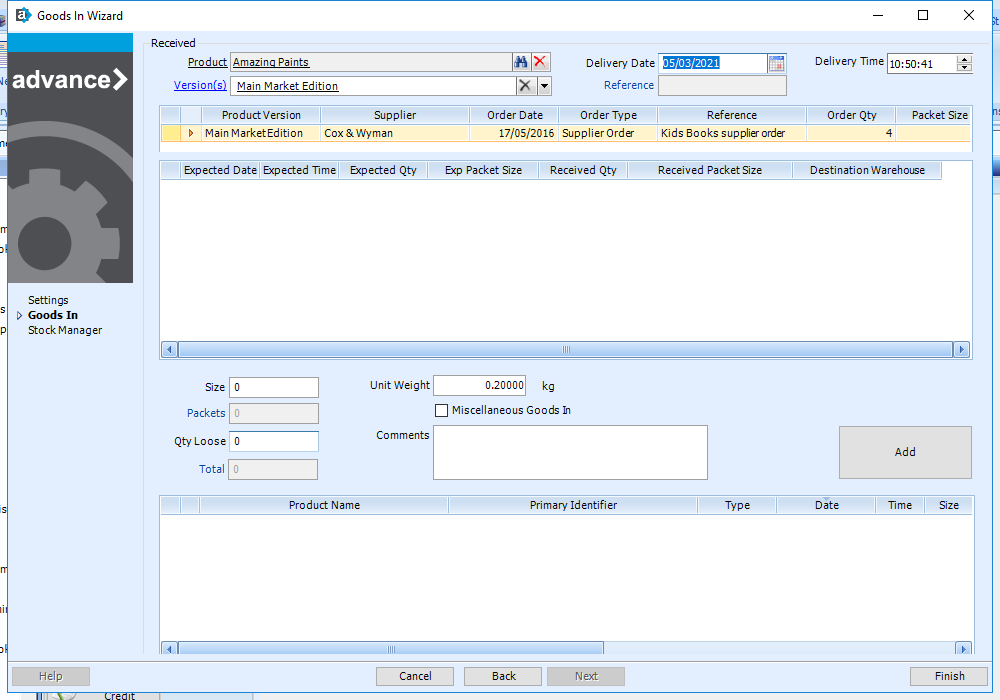 Goods In Wizard
advance
Settings
Goods In
Stock Manager
Received
Product Amazing Paints Delivery Date 05/03/2021 Delivery Time 10:50:41
Version(s) Main Market Edition Reference
Product Version Supplier Order Date Order Type Reference Order Qty Packet Size
Main Market Edition Cox & Wyman 17/05/2016 Supplier Order Kids Books supplier order 4
Expected Date Expected Time Expected Qty Exp Packet Size Received Qty Received Packet Size Destination Warehouse
Size 0 Unit Weight 0.20000 kg
Packets 0 Miscellaneous Goods In
Qty Loose 0 Comments
Total 0
Add
Product Name Primary Identifier Type Date Time Size
Help Cancel Back Next Finish
Credit